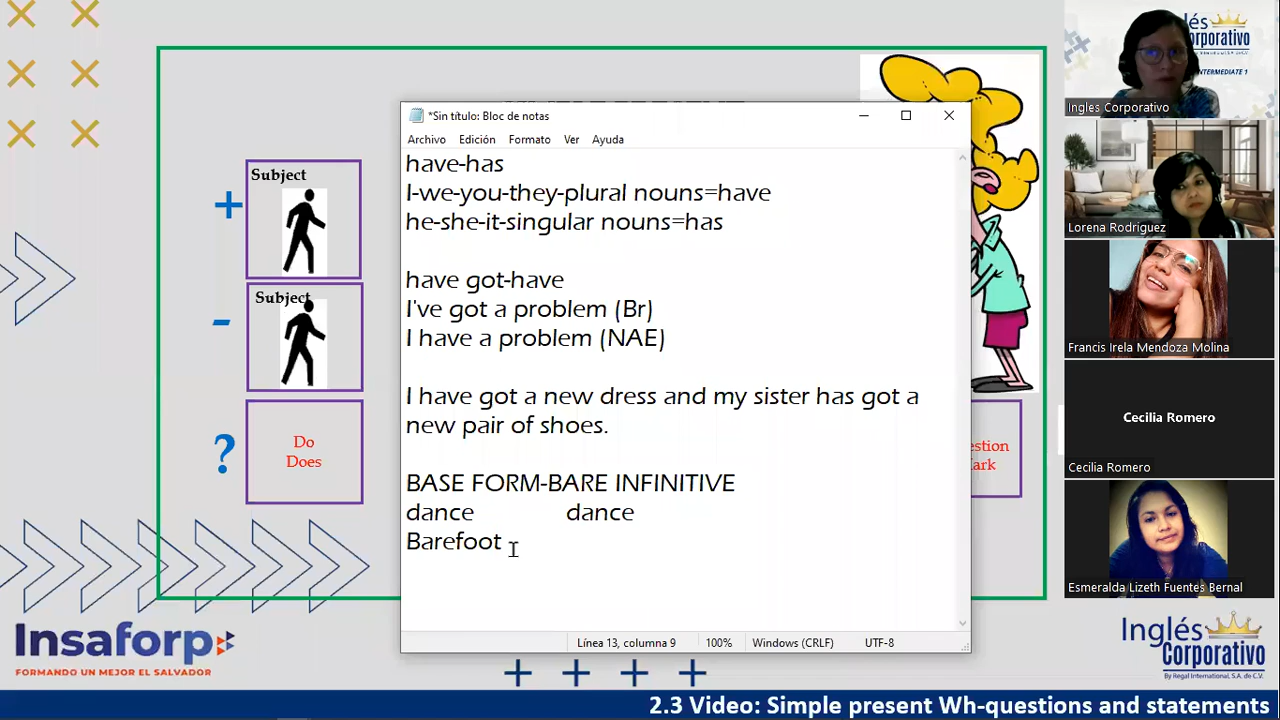 Subject
+
Subject
-
?
Do
Does
*Sin título: Bloc de notas
Archivo Edición Formato Ver Ayuda
have-has
I-we-you-they-plural nouns=have
he-she-it-singular nouns=has
have got-have
I've got a problem (Br)
I have a problem (NAE)
I have got a new dress and my sister has got a
new pair of shoes.
BASE FORM-BARE INFINITIVE
dance dance
Barefoot
Línea 13, columna 9 100% Windows (CRLF) UTF-8
estion
ark
Ingles Corporativo
Lorena Rodriguez
Francis Irela Mendoza Molina
Cecilia Romero
Cecilia Romero
Esmeralda Lizeth Fuentes Bernal
Insaforp
FORMANDO UN MEJOR EL SALVADOR
Inglés
Corporativo
By Regal International, S.A. de C.V.
2.3 Video: Simple present Wh-questions and statements